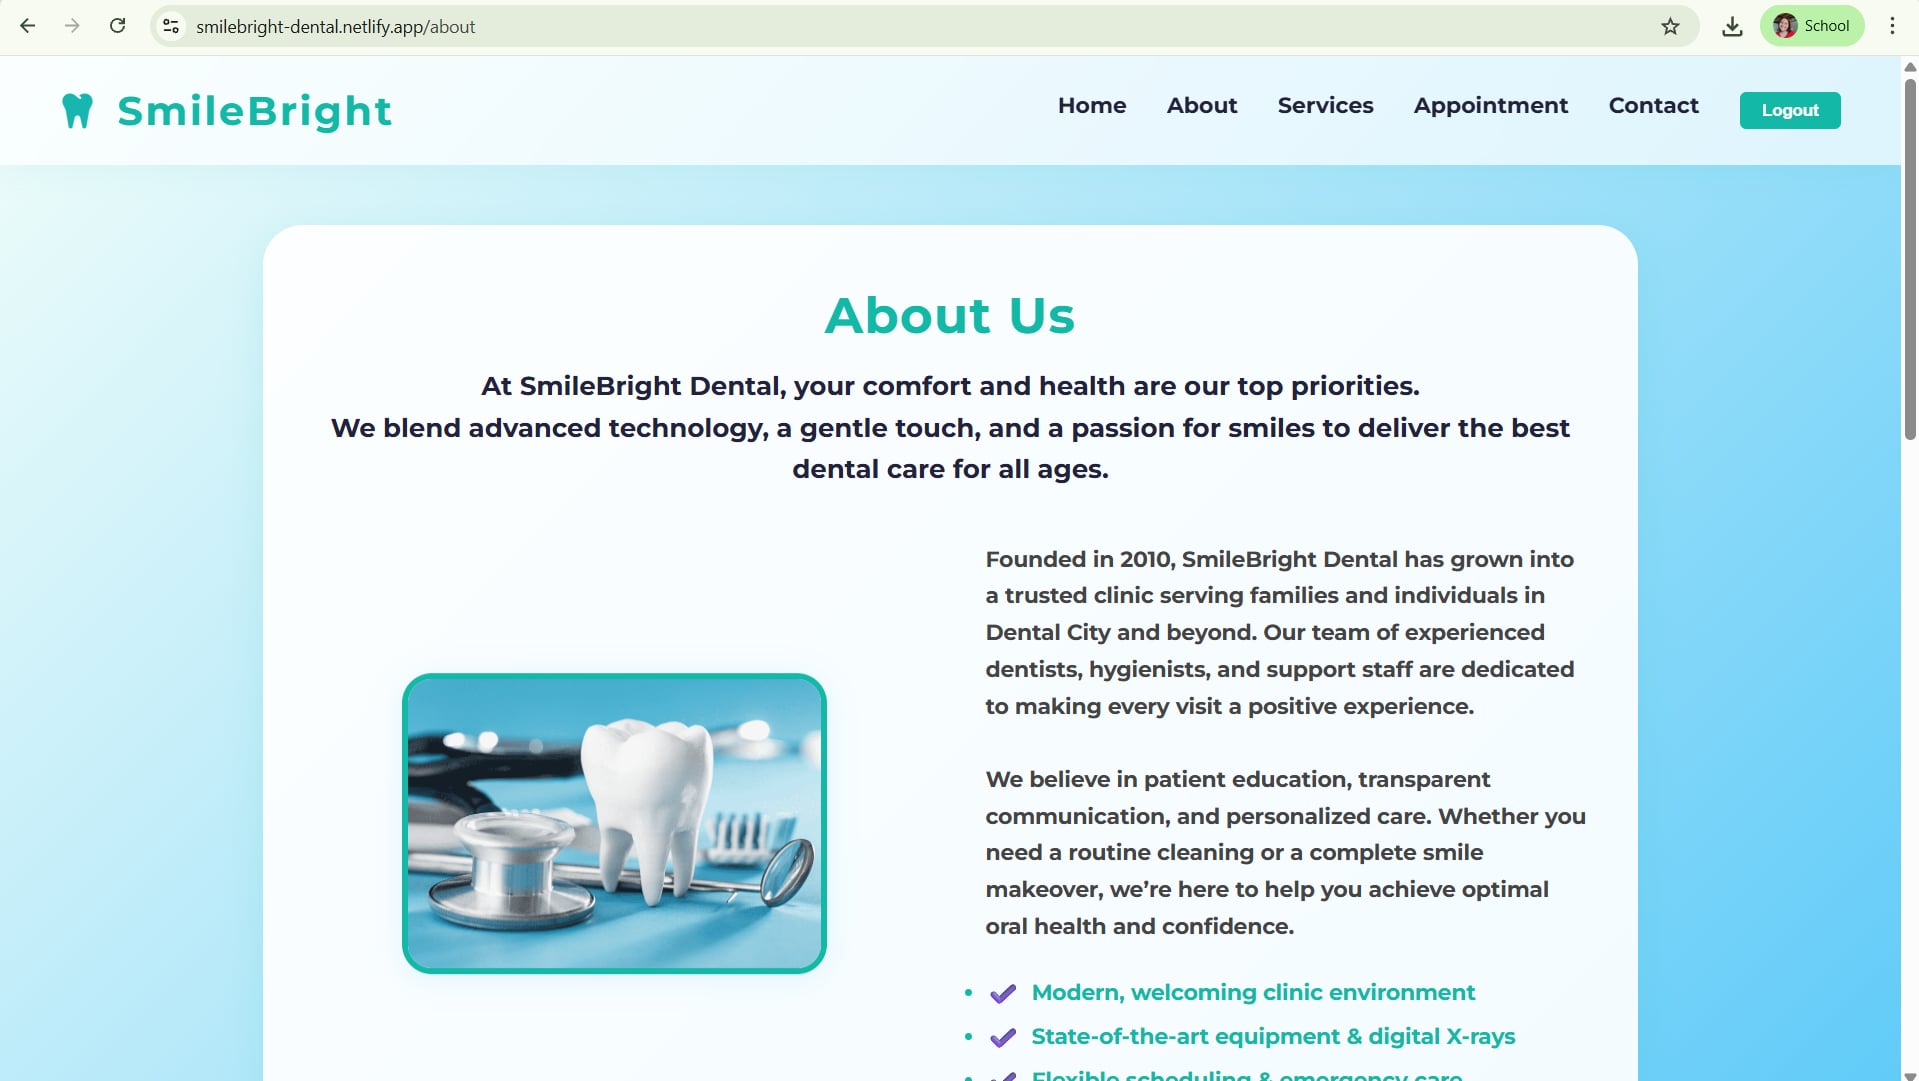 smilebright-dental.netlify.app/about
School
SmileBright
Home
About
Services
Appointment
Contact
Logout
About Us
At SmileBright Dental, your comfort and health are our top priorities.
We blend advanced technology, a gentle touch, and a passion for smiles to deliver the best
dental care for all ages.
Founded in 2010, SmileBright Dental has grown into
a trusted clinic serving families and individuals in
Dental City and beyond. Our team of experienced
dentists, hygienists, and support staff are dedicated
to making every visit a positive experience.
We believe in patient education, transparent
communication, and personalized care. Whether you
need a routine cleaning or a complete smile
makeover, we’re here to help you achieve optimal
oral health and confidence.
• ✔ Modern, welcoming clinic environment
• ✔ State-of-the-art equipment & digital X-rays
• ✔ Flexible scheduling & emergency care